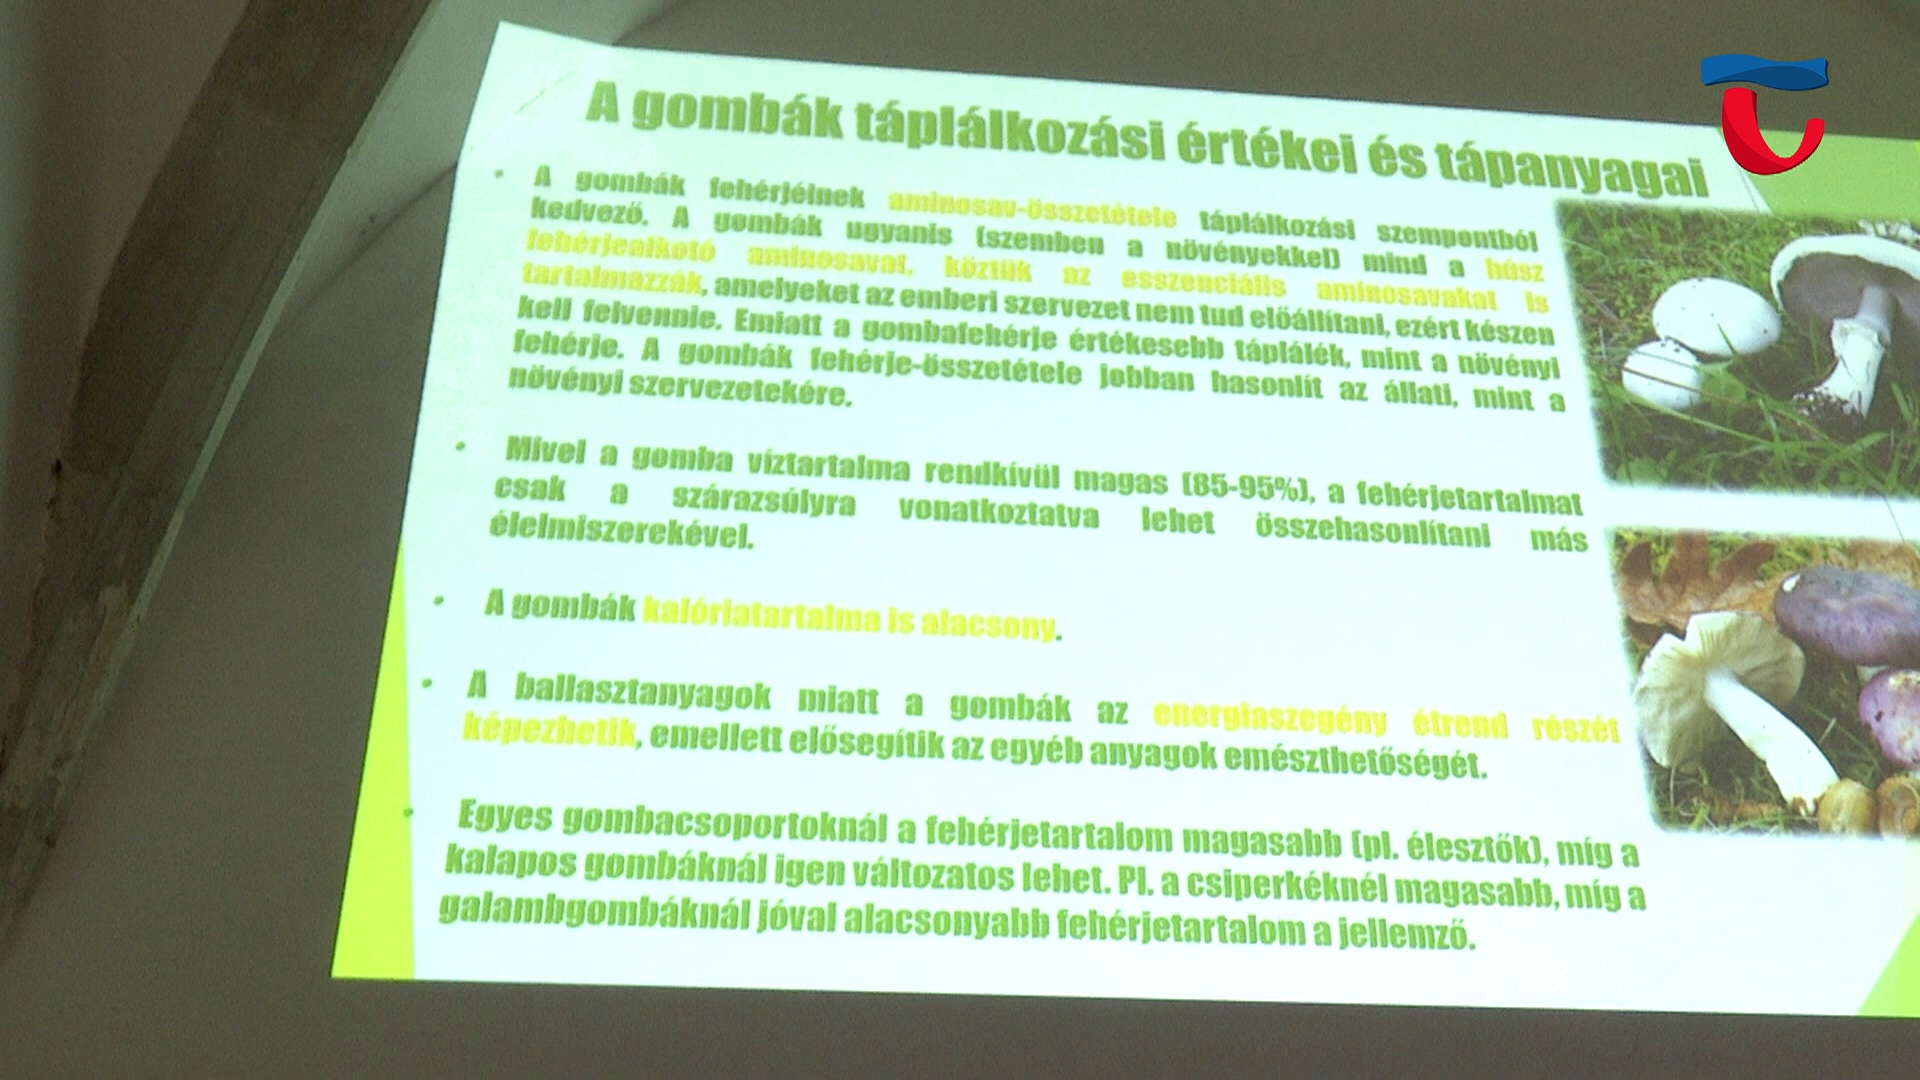 A gombák táplálkozási értékei és tápanyagai
• A gombák fehérjéinek aminosav-összetétele táplálkozási szempontból
kedvező. A gombák ugyanis (szemben a növényekkel) mind a húsz
fehérjealkotó aminosavat, köztük az esszenciális aminosavakat is
tartalmazzák, amelyeket az emberi szervezet nem tud előállítani, ezért készen
kell felvennie. Emiatt a gombafehérje értékesebb táplálék, mint a növényi
fehérje. A gombák fehérje-összetétele jobban hasonlít az állati, mint a
növényi szervezetekére.
• Mivel a gomba víztartalma rendkívül magas (85-95%), a fehérjetartalmat
csak a szárazsúlyra vonatkoztatva lehet összehasonlítani más
élelmiszerekével.
• A gombák kalóriatartalma is alacsony.
• A ballasztanyagok miatt a gombák az energiaszegény étrend részét
képezhetik, emellett elősegítik az egyéb anyagok emészthetőségét.
• Egyes gombacsoportoknál a fehérjetartalom magasabb (pl. élesztők), míg a
kalapos gombáknál igen változatos lehet. Pl. a csiperkéknél magasabb, míg a
galambgombáknál jóval alacsonyabb fehérjetartalom a jellemző.